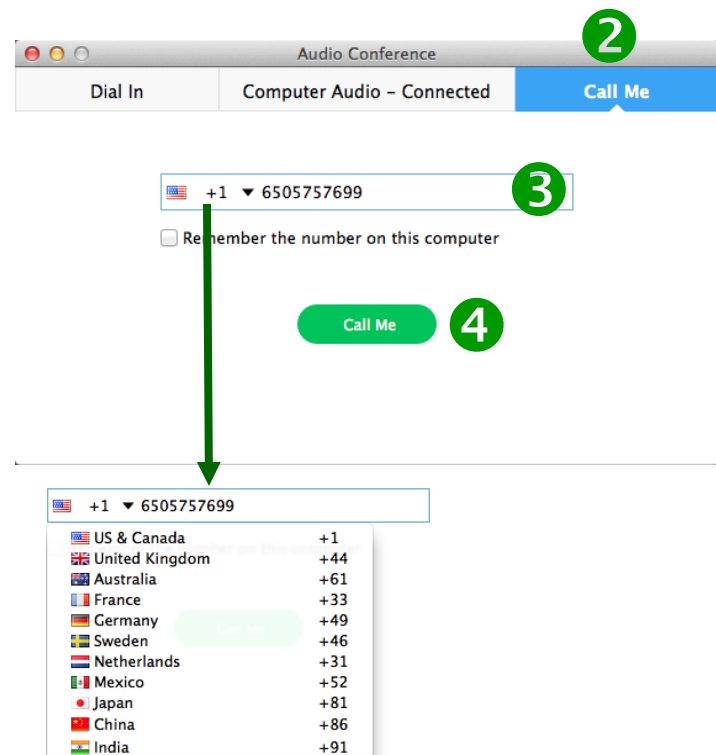 2
Audio Conference
Dial In Computer Audio – Connected Call Me
+1 6505757699 3
Remember the number on this computer
Call Me 4
+1 6505757699
US & Canada +1
United Kingdom +44
Australia +61
France +33
Germany +49
Sweden +46
Netherlands +31
Mexico +52
Japan +81
China +86
India +91